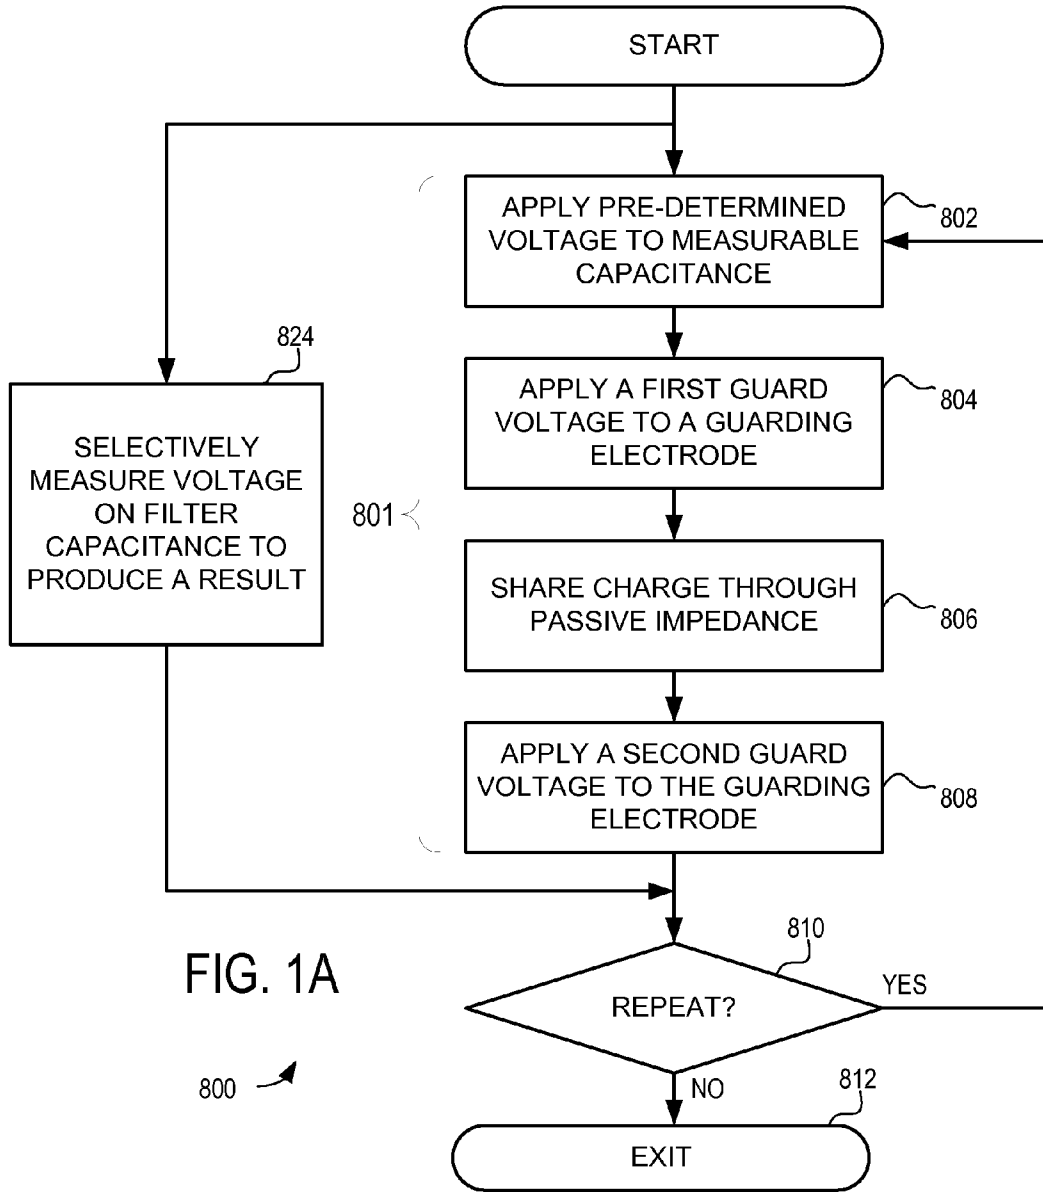 START
APPLY PRE-DETERMINED
VOLTAGE TO MEASURABLE
CAPACITANCE
802
824
APPLY A FIRST GUARD
VOLTAGE TO A GUARDING
ELECTRODE
804
SELECTIVELY
MEASURE VOLTAGE
ON FILTER
CAPACITANCE TO
PRODUCE A RESULT
801
SHARE CHARGE THROUGH
PASSIVE IMPEDANCE
806
APPLY A SECOND GUARD
VOLTAGE TO THE GUARDING
ELECTRODE
808
810
FIG. 1A
REPEAT?
YES
800
NO
812
EXIT